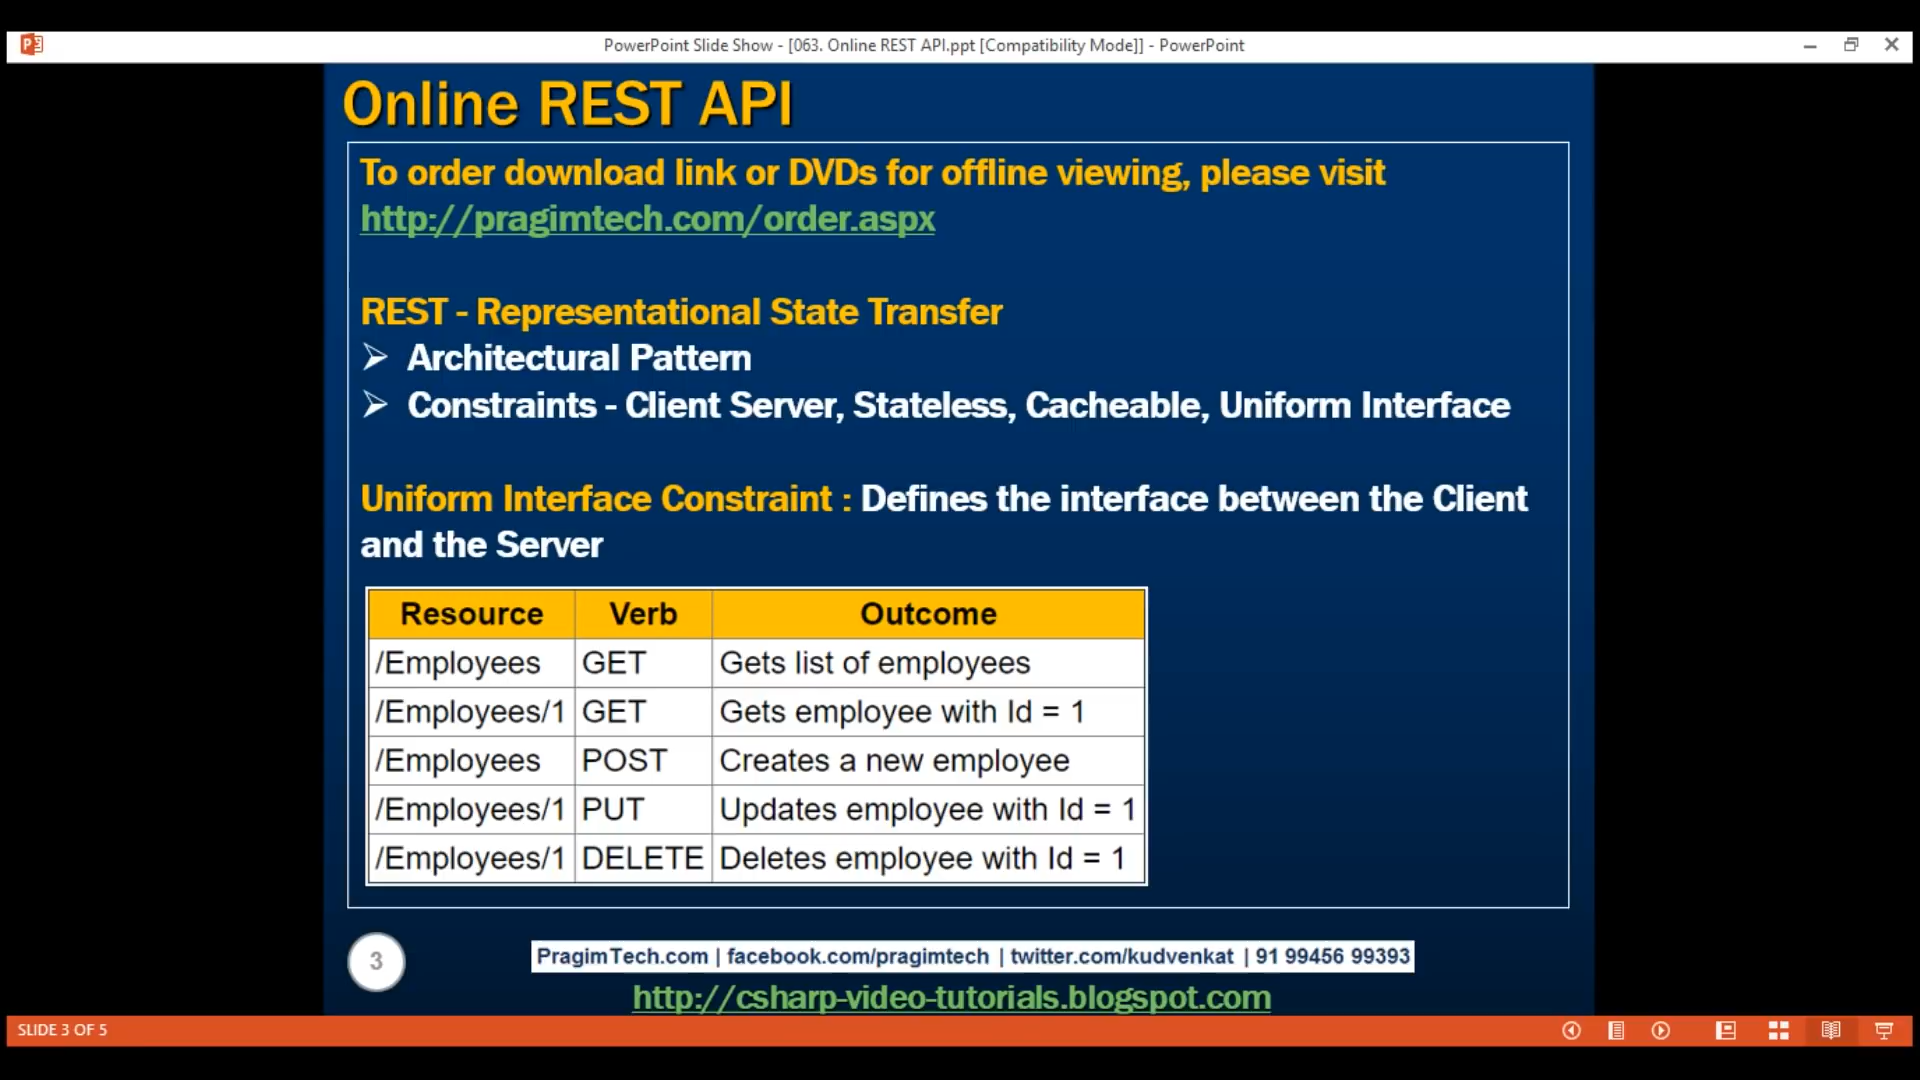 PowerPoint Slide Show - [063. Online REST API.ppt [Compatibility Mode]] - PowerPoint
Online REST API
To order download link or DVDs for offline viewing, please visit
http://pragimtech.com/order.aspx
REST - Representational State Transfer
➢ Architectural Pattern
➢ Constraints - Client Server, Stateless, Cacheable, Uniform Interface
Uniform Interface Constraint : Defines the interface between the Client
and the Server
Resource Verb Outcome
/Employees GET Gets list of employees
/Employees/1 GET Gets employee with Id = 1
/Employees POST Creates a new employee
/Employees/1 PUT Updates employee with Id = 1
/Employees/1 DELETE Deletes employee with Id = 1
3
PragimTech.com | facebook.com/pragimtech | twitter.com/kudvenkat | 91 99456 99393
http://csharp-video-tutorials.blogspot.com
SLIDE 3 OF 5